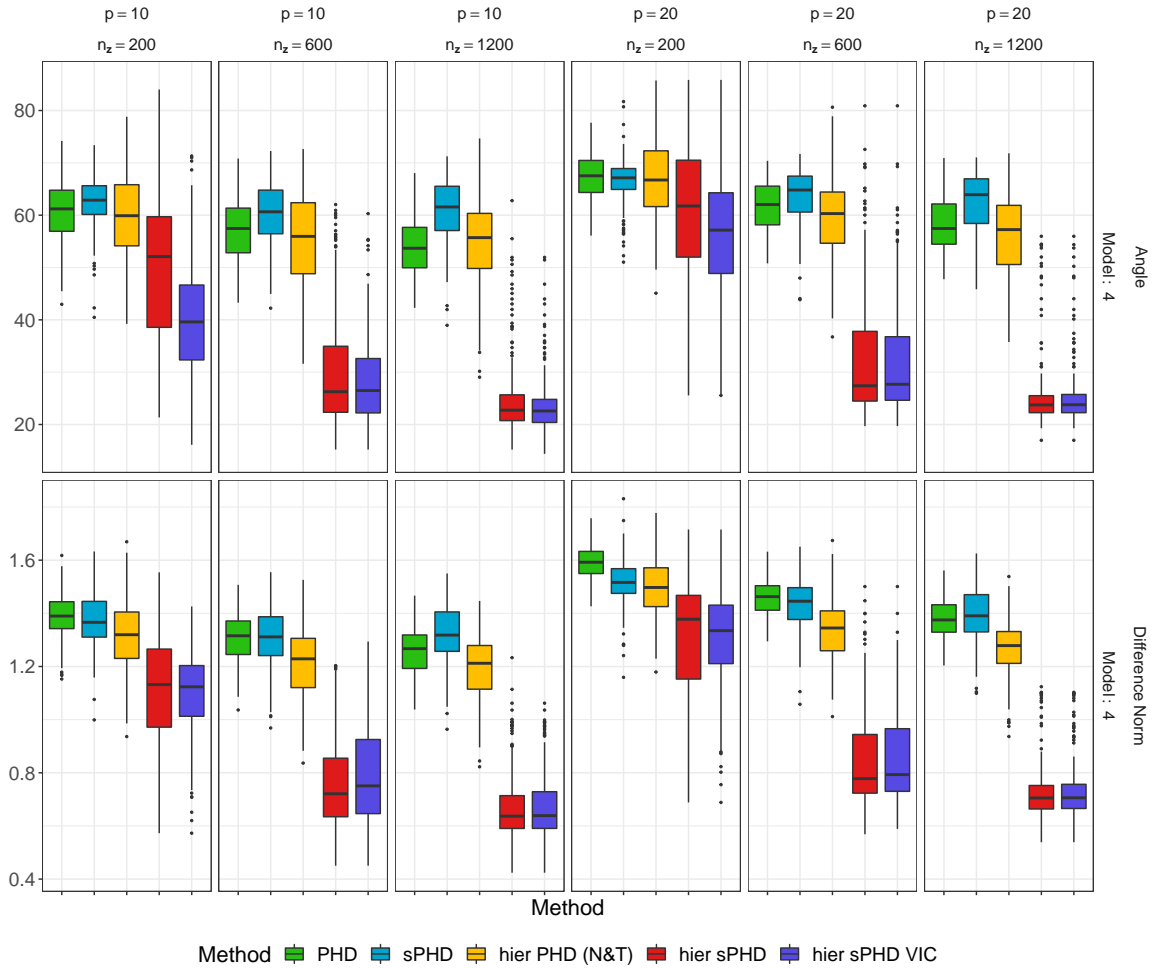 p = 10 p = 10 p = 10 p = 20 p = 20 p = 20
n_z = 200 n_z = 600 n_z = 1200 n_z = 200 n_z = 600 n_z = 1200
80
60
40
20
Angle
Model : 4
1.6
1.2
0.8
0.4
Difference Norm
Model : 4
Method
Method PHD sPHD hier PHD (N&T) hier sPHD hier sPHD VIC